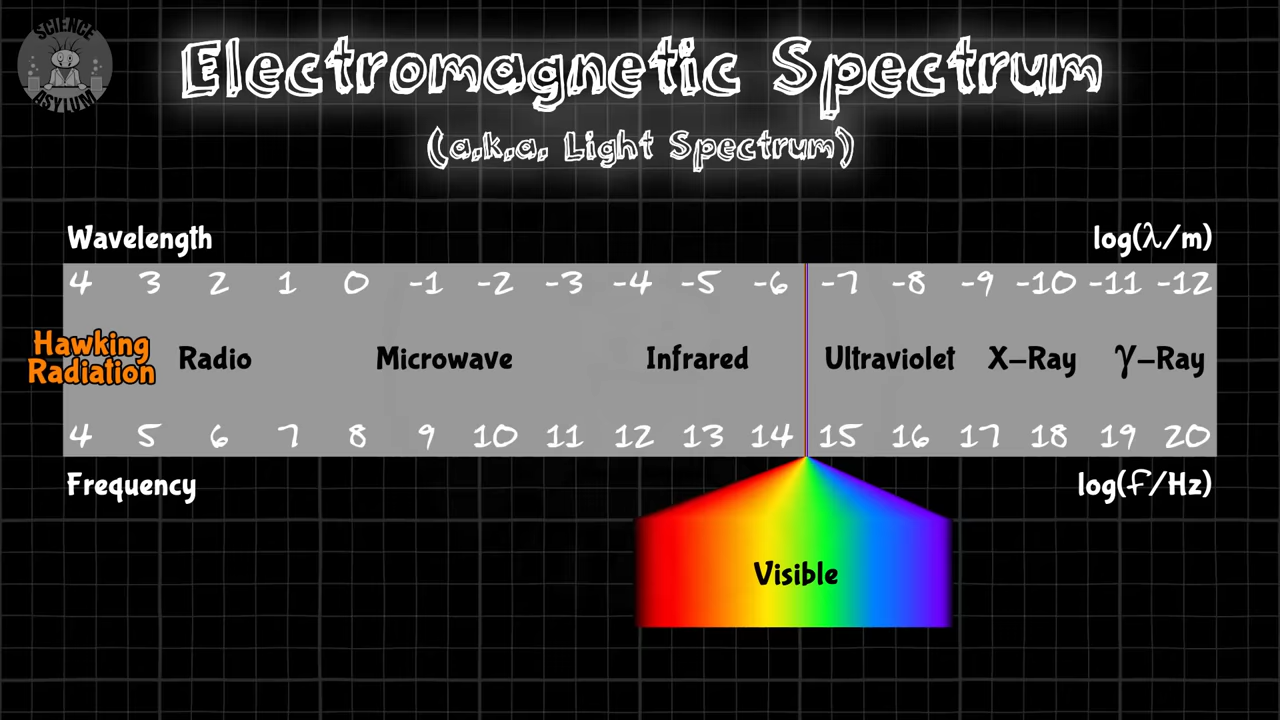 SCIENCE
ASYLUM
Electromagnetic Spectrum
(a.k.a. Light Spectrum)
Wavelength log(λ/m)
4 3 2 1 0 -1 -2 -3 -4 -5 -6 -7 -8 -9 -10 -11 -12
Hawking
Radiation
Radio Microwave Infrared Ultraviolet X-Ray γ-Ray
4 5 6 7 8 9 10 11 12 13 14 15 16 17 18 19 20
Frequency log(f/Hz)
Visible